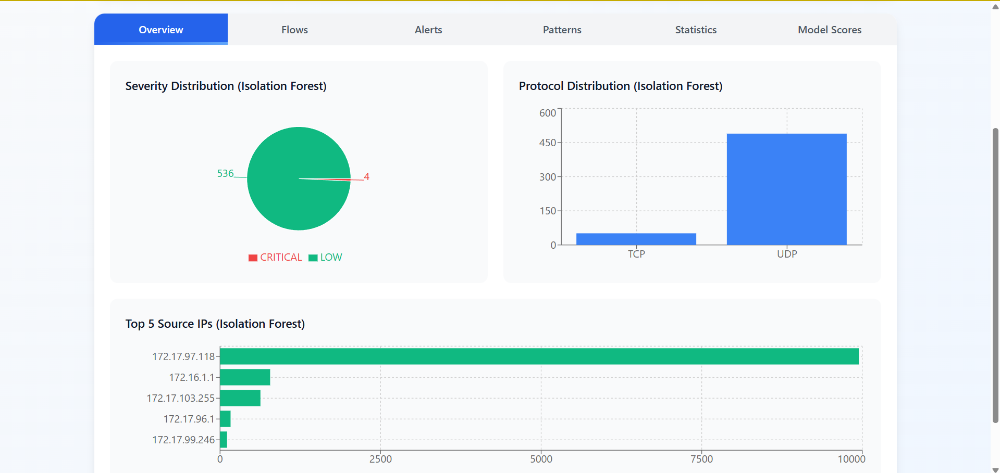 Overview Flows Alerts Patterns Statistics Model Scores
Severity Distribution (Isolation Forest)
536
4
CRITICAL LOW
Protocol Distribution (Isolation Forest)
600
450
300
150
0
TCP UDP
Top 5 Source IPs (Isolation Forest)
172.17.97.118
172.16.1.1
172.17.103.255
172.17.96.1
172.17.99.246
0 2500 5000 7500 10000